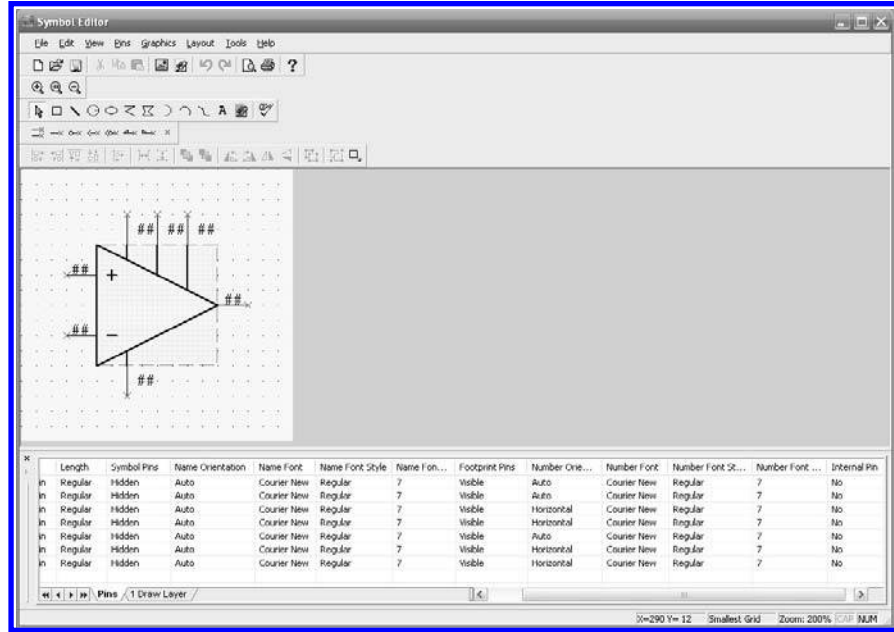 Symbol Editor
File Edit View Pins Graphics Layout Tools Help
## ## ##
## +
##
## −
##
Length Symbol Pins Name Orientation Name Font Name Font Style Name Fon... Footprint Pins Number Orie... Number Font Number Font St... Number Font ... Internal Pin
in Regular Hidden Auto Courier New Regular 7 Visible Auto Courier New Regular 7 No
in Regular Hidden Auto Courier New Regular 7 Visible Auto Courier New Regular 7 No
in Regular Hidden Auto Courier New Regular 7 Visible Horizontal Courier New Regular 7 No
in Regular Hidden Auto Courier New Regular 7 Visible Horizontal Courier New Regular 7 No
in Regular Hidden Auto Courier New Regular 7 Visible Auto Courier New Regular 7 No
in Regular Hidden Auto Courier New Regular 7 Visible Horizontal Courier New Regular 7 No
in Regular Hidden Auto Courier New Regular 7 Visible Horizontal Courier New Regular 7 No
Pins 1 Draw Layer
X=290 Y= 12 Smallest Grid Zoom: 200% CAP NUM